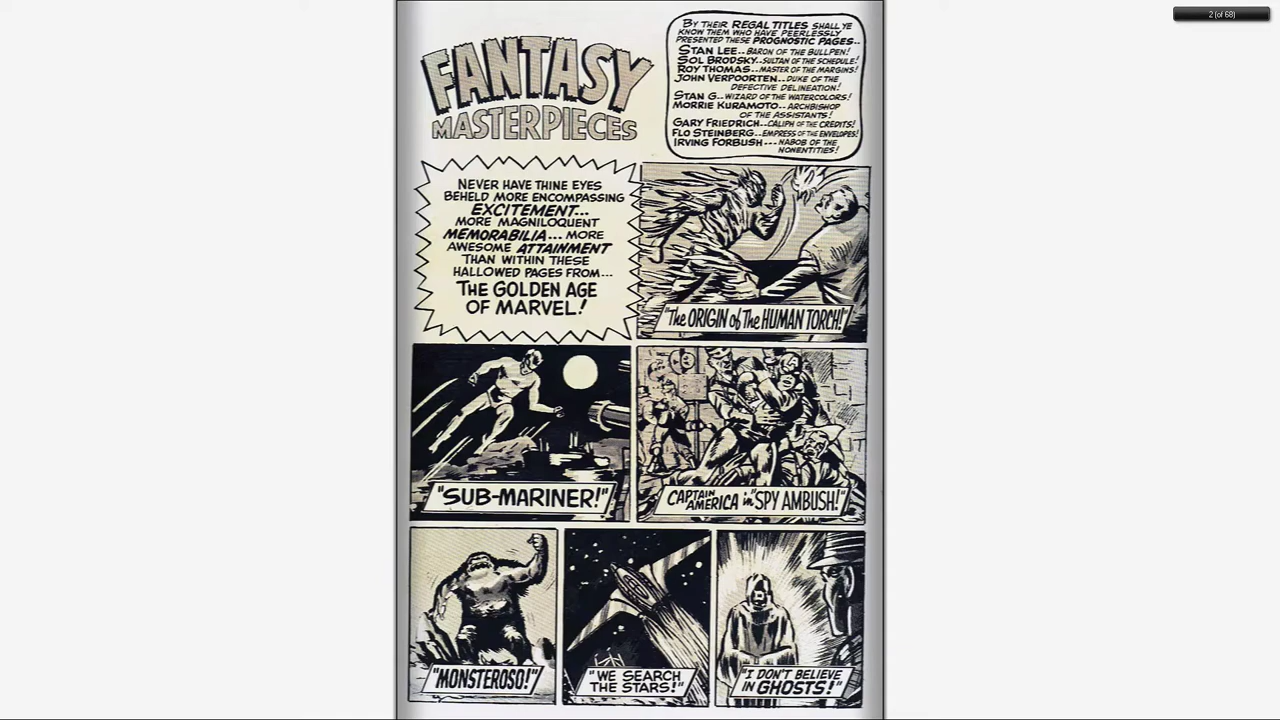 2 (of 68)
FANTASY
MASTERPIECES
BY THEIR REGAL TITLES SHALL YE
KNOW THEM WHO HAVE PEERLESSLY
PRESENTED THESE PROGNOSTIC PAGES..
STAN LEE..BARON OF THE BULLPEN!
SOL BRODSKY..SULTAN OF THE SCHEDULE!
ROY THOMAS..MASTER OF THE MARGINS!
JOHN VERPOORTEN..DUKE OF THE
DEFECTIVE DELINEATION!
STAN G..WIZARD OF THE WATERCOLORS!
MORRIE KURAMOTO..ARCHBISHOP
OF THE ASSISTANTS!
GARY FRIEDRICH..CALIPH OF THE CREDITS!
FLO STEINBERG..EMPRESS OF THE ENVELOPES!
IRVING FORBUSH---NABOB OF THE
NONENTITIES!
NEVER HAVE THINE EYES
BEHELD MORE ENCOMPASSING
EXCITEMENT...
MORE MAGNILOQUENT
MEMORABILIA... MORE
AWESOME ATTAINMENT
THAN WITHIN THESE
HALLOWED PAGES FROM...
THE GOLDEN AGE
OF MARVEL!
"The ORIGIN of The HUMAN TORCH!"
"SUB-MARINER!"
CAPTAIN
AMERICA in "SPY AMBUSH!"
"MONSTEROSO!"
"WE SEARCH
THE STARS!"
"I DON'T BELIEVE
IN GHOSTS!"